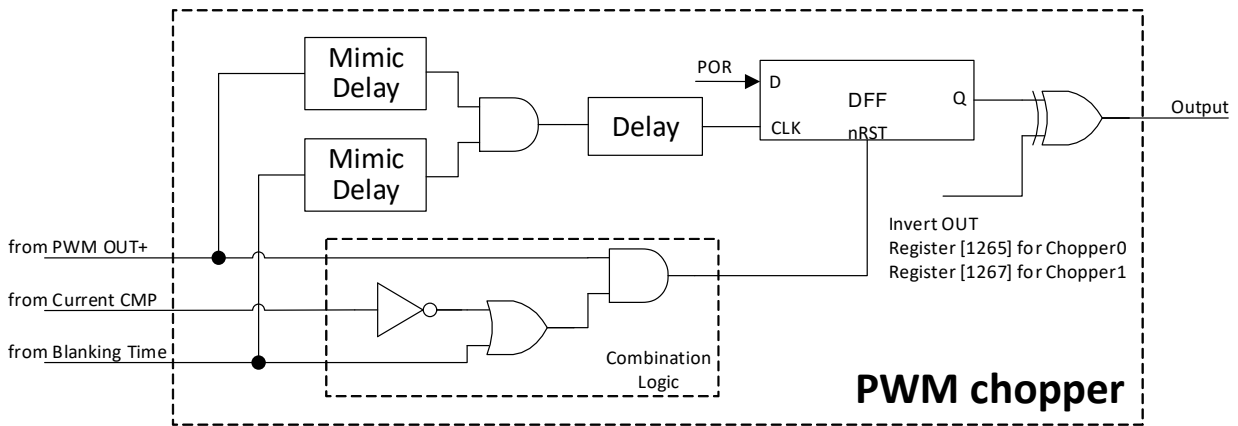 Mimic
Delay
POR
D
DFF
Q
CLK
nRST
Delay
Output
Mimic
Delay
Invert OUT
Register [1265] for Chopper0
Register [1267] for Chopper1
from PWM OUT+
from Current CMP
from Blanking Time
Combination
Logic
PWM chopper